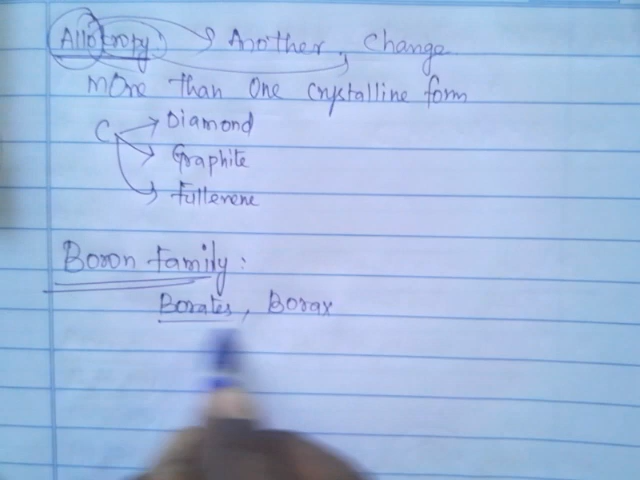 Allotropy Another, Change
more than one crystalline form
C Diamond
Graphite
Fullerene
Boron Family:
Borates, Borax